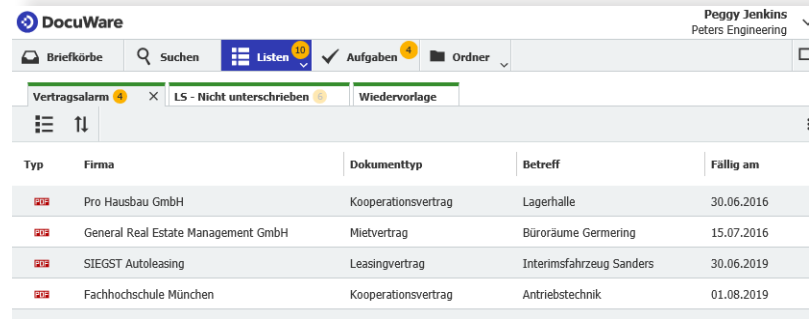 DocuWare
Peggy Jenkins
Peters Engineering
Briefkörbe Suchen Listen 10 Aufgaben 4 Ordner
Vertragsalarm 4 LS - Nicht unterschrieben 6 Wiedervorlage
Typ Firma Dokumenttyp Betreff Fällig am
PDF Pro Hausbau GmbH Kooperationsvertrag Lagerhalle 30.06.2016
PDF General Real Estate Management GmbH Mietvertrag Büroräume Germering 15.07.2016
PDF SIEGST Autoleasing Leasingvertrag Interimsfahrzeug Sanders 30.06.2019
PDF Fachhochschule München Kooperationsvertrag Antriebstechnik 01.08.2019